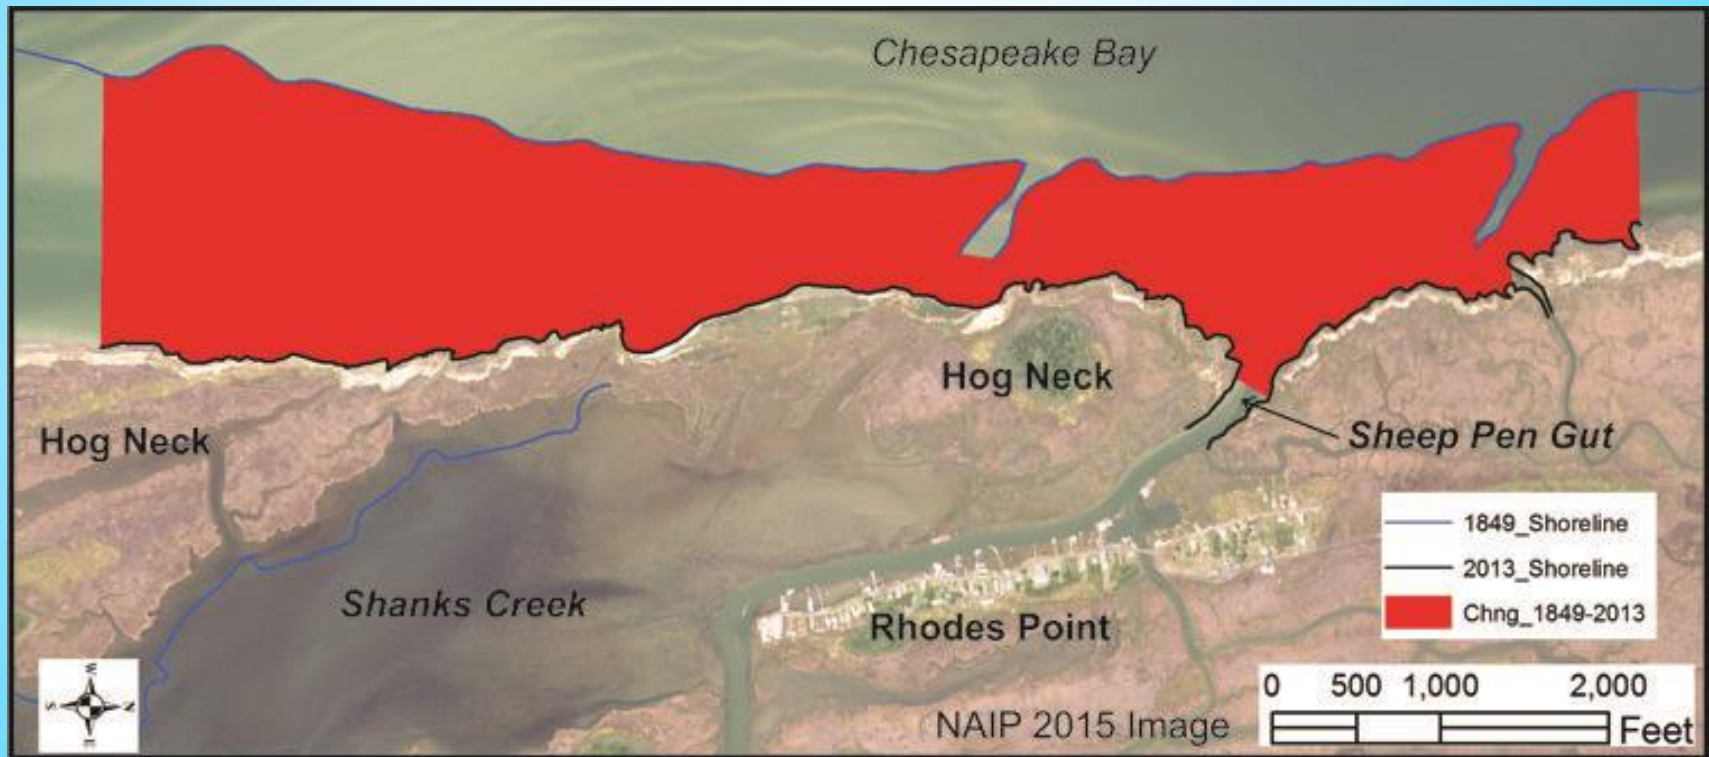 Chesapeake Bay
Hog Neck
Hog Neck
Sheep Pen Gut
Shanks Creek
Rhodes Point
1849_Shoreline
2013_Shoreline
Chng_1849-2013
W
S
N
E
0 500 1,000 2,000
Feet
NAIP 2015 Image